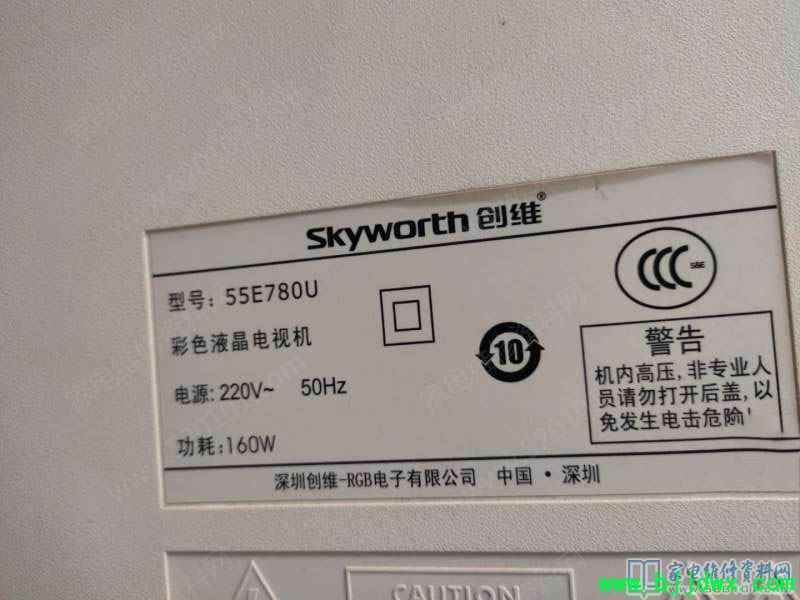 Skyworth 创维®
CCC S&E
型号: 55E780U
彩色液晶电视机
电源: 220V~ 50Hz
功耗:160W
10
警告
机内高压,非专业人
员请勿打开后盖,以
免发生电击危险!
深圳创维-RGB电子有限公司 中国·深圳
CAUTION
家电维修资料网
www.bjjdwx.com